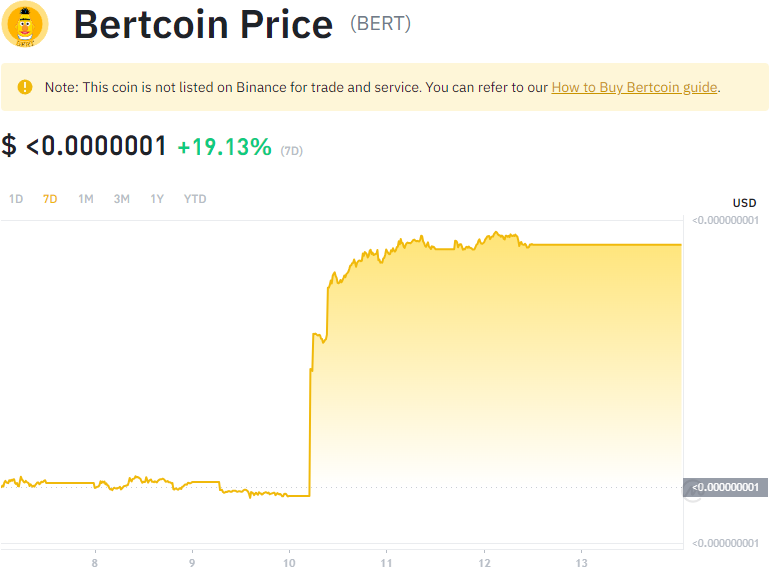 Bertcoin Price (BERT)
BERT
Note: This coin is not listed on Binance for trade and service. You can refer to our How to Buy Bertcoin guide.
$ <0.0000001 +19.13% (7D)
1D 7D 1M 3M 1Y YTD
USD
<0.000000001
<0.000000001
<0.000000001
8 9 10 11 12 13